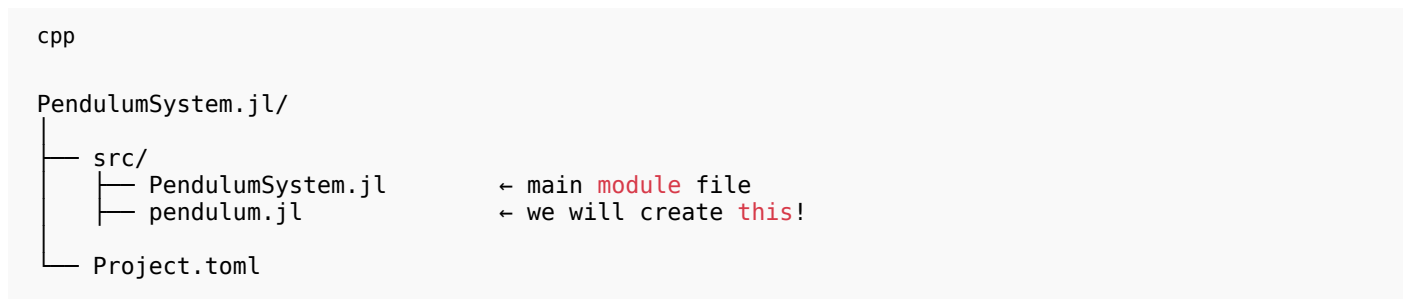 cpp
PendulumSystem.jl/
│
├── src/
│   ├── PendulumSystem.jl        ← main module file
│   ├── pendulum.jl              ← we will create this!
│
└── Project.toml